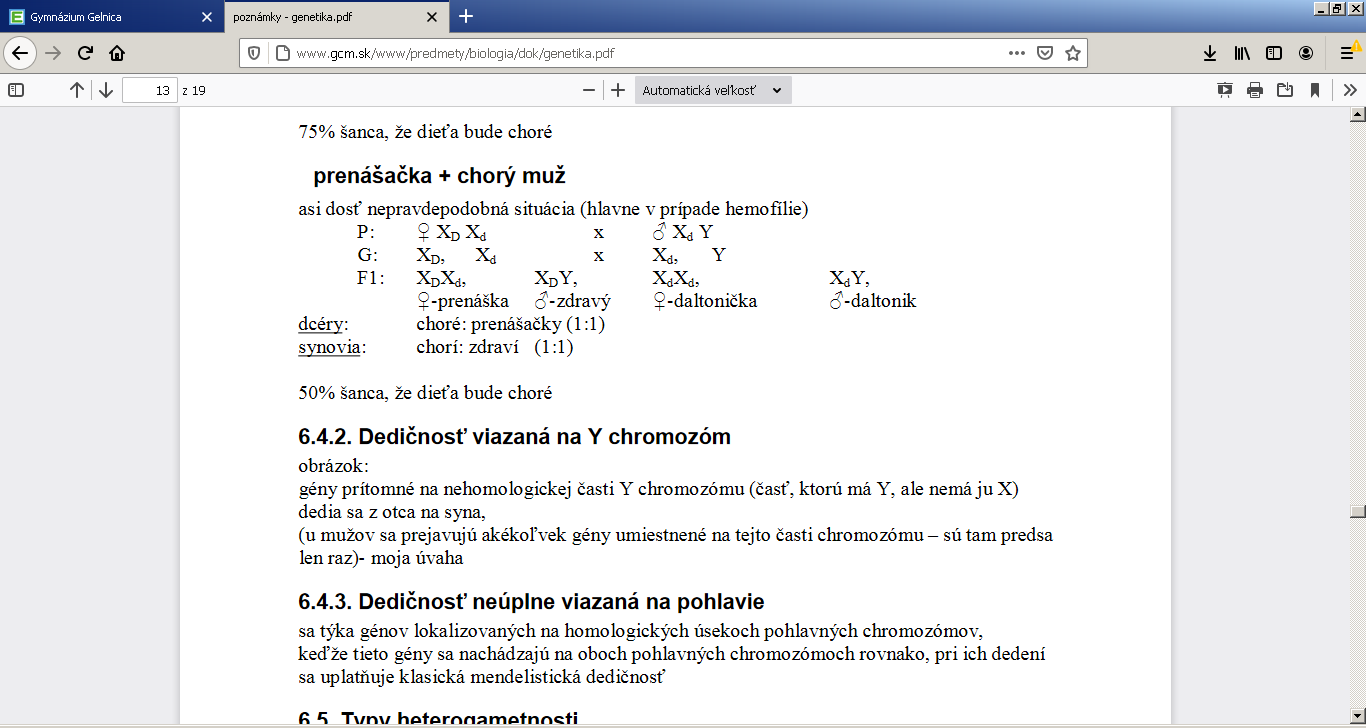 Gymnázium Gelnica
poznámky - genetika.pdf
www.gcm.sk/www/predmety/biologia/dok/genetika.pdf
13 z 19
Automatická veľkosť
75% šanca, že dieťa bude choré
prenášačka + chorý muž
asi dosť nepravdepodobná situácia (hlavne v prípade hemofílie)
P: ♀ XD Xd x ♂ Xd Y
G: XD, Xd x Xd, Y
F1: XDXd, XDY, XdXd, XdY,
♀-prenáška ♂-zdravý ♀-daltonička ♂-daltonik
dcéry: choré: prenášačky (1:1)
synovia: chorí: zdraví (1:1)
50% šanca, že dieťa bude choré
6.4.2. Dedičnosť viazaná na Y chromozóm
obrázok:
gény prítomné na nehomologickej časti Y chromozómu (časť, ktorú má Y, ale nemá ju X)
dedia sa z otca na syna,
(u mužov sa prejavujú akékoľvek gény umiestnené na tejto časti chromozómu – sú tam predsa
len raz)- moja úvaha
6.4.3. Dedičnosť neúplne viazaná na pohlavie
sa týka génov lokalizovaných na homologických úsekoch pohlavných chromozómov,
keďže tieto gény sa nachádzajú na oboch pohlavných chromozómoch rovnako, pri ich dedení
sa uplatňuje klasická mendelistická dedičnosť
6.5. Typy heterogametnosti